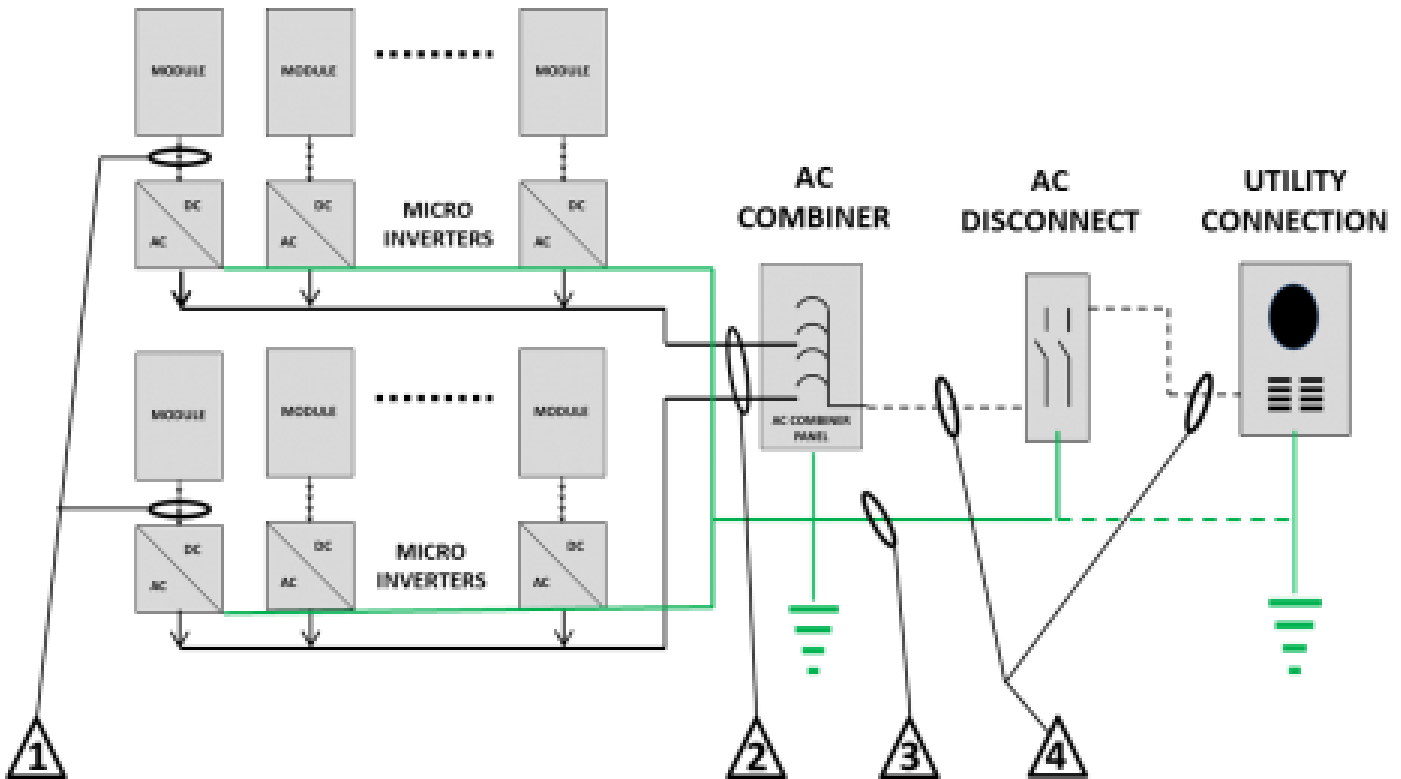 MODULE
MODULE
MODULE
DC
AC
DC
AC
MICRO
INVERTERS
DC
AC
AC
COMBINER
AC
DISCONNECT
UTILITY
CONNECTION
MODULE
MODULE
MODULE
AC COMBINER
PANEL
DC
AC
DC
AC
MICRO
INVERTERS
DC
AC
1
2
3
4